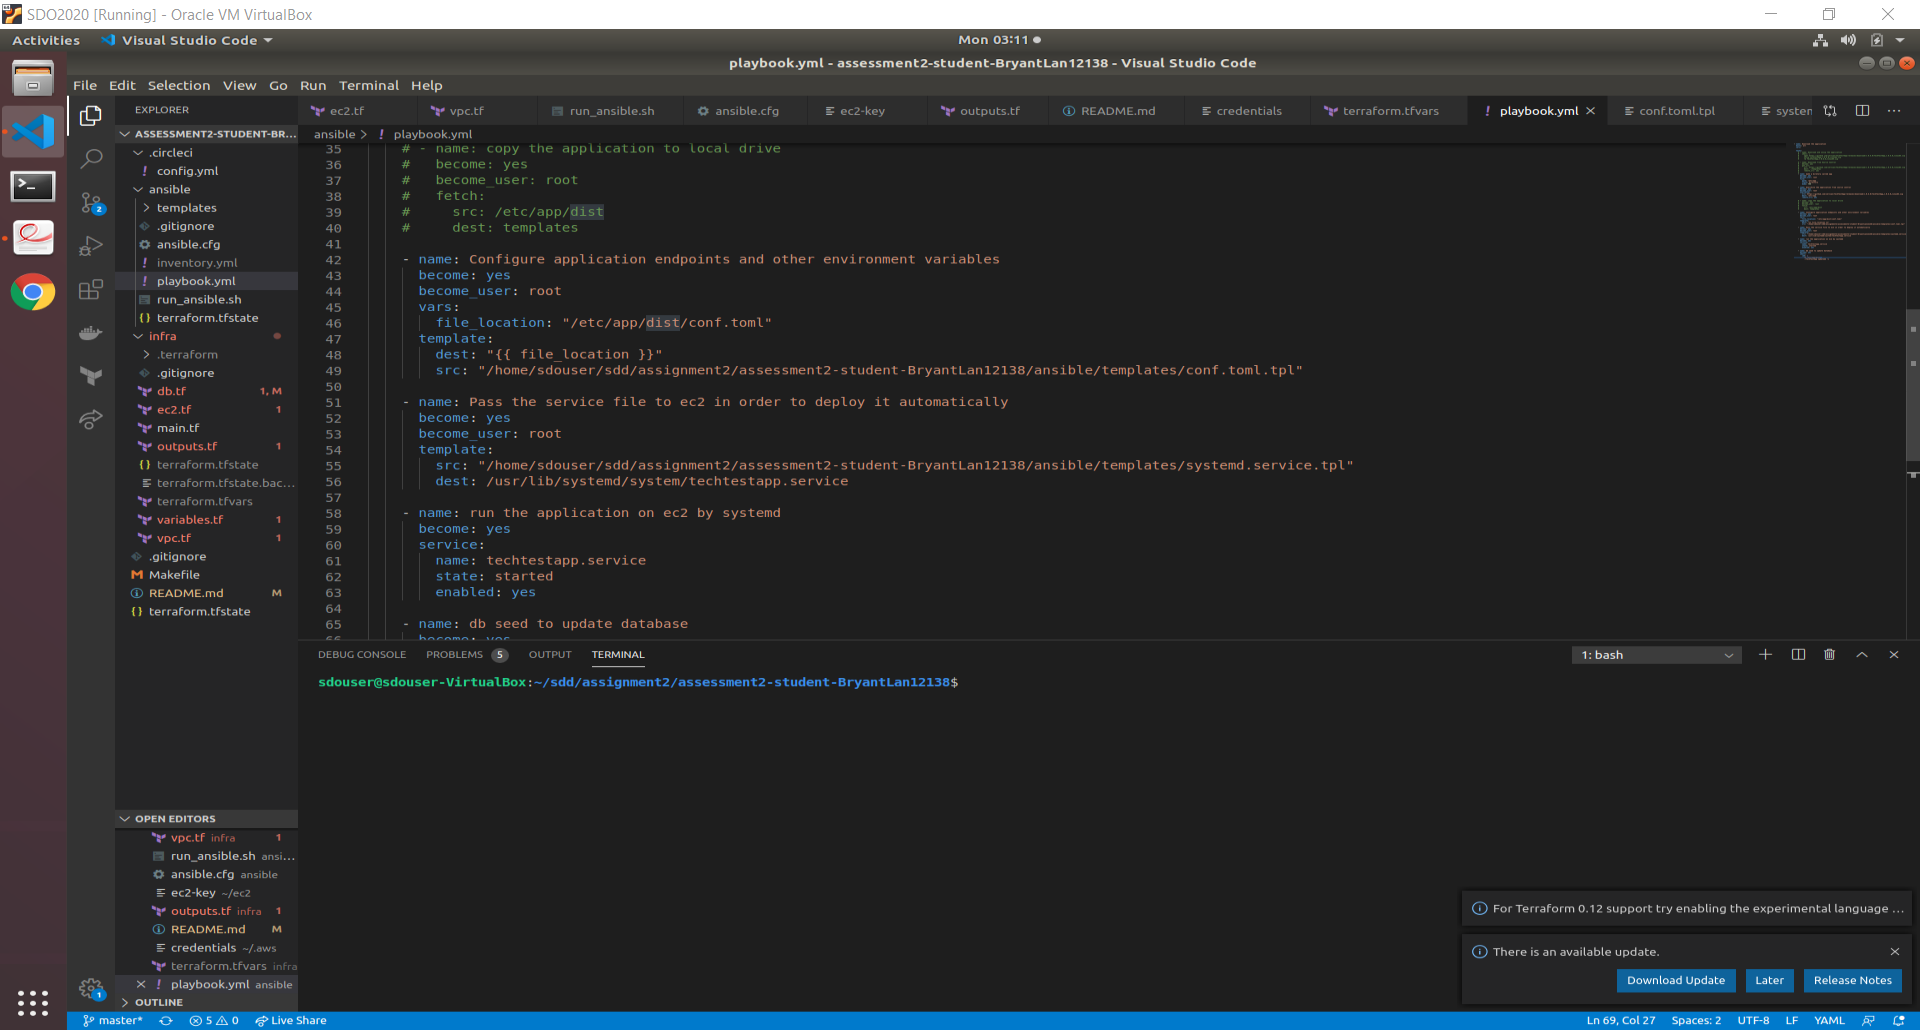 SDO2020 [Running] - Oracle VM VirtualBox
Activities
Visual Studio Code
Mon 03:11
playbook.yml - assessment2-student-BryantLan12138 - Visual Studio Code
File Edit Selection View Go Run Terminal Help
EXPLORER
ec2.tf
vpc.tf
run_ansible.sh
ansible.cfg
ec2-key
outputs.tf
README.md
credentials
terraform.tfvars
playbook.yml
conf.toml.tpl
system
ASSESSMENT2-STUDENT-BR...
.circleci
config.yml
ansible
templates
.gitignore
ansible.cfg
inventory.yml
playbook.yml
run_ansible.sh
terraform.tfstate
infra
.terraform
.gitignore
db.tf 1, M
ec2.tf 1
main.tf
outputs.tf 1
terraform.tfstate
terraform.tfstate.bac...
terraform.tfvars
variables.tf 1
vpc.tf 1
.gitignore
Makefile
README.md M
terraform.tfstate
OPEN EDITORS
vpc.tf infra 1
run_ansible.sh ansi...
ansible.cfg ansible
ec2-key ~/ec2
outputs.tf infra 1
README.md M
credentials ~/.aws
terraform.tfvars infra
playbook.yml ansible
OUTLINE
2
1
ansible > playbook.yml
35 # - name: copy the application to local drive
36 # become: yes
37 # become_user: root
38 # fetch:
39 # src: /etc/app/dist
40 # dest: templates
41
42 - name: Configure application endpoints and other environment variables
43 become: yes
44 become_user: root
45 vars:
46 file_location: "/etc/app/dist/conf.toml"
47 template:
48 dest: "{{ file_location }}"
49 src: "/home/sdouser/sdd/assignment2/assessment2-student-BryantLan12138/ansible/templates/conf.toml.tpl"
50
51 - name: Pass the service file to ec2 in order to deploy it automatically
52 become: yes
53 become_user: root
54 template:
55 src: "/home/sdouser/sdd/assignment2/assessment2-student-BryantLan12138/ansible/templates/systemd.service.tpl"
56 dest: /usr/lib/systemd/system/techtestapp.service
57
58 - name: run the application on ec2 by systemd
59 become: yes
60 service:
61 name: techtestapp.service
62 state: started
63 enabled: yes
64
65 - name: db seed to update database
66 become: yes
DEBUG CONSOLE PROBLEMS 5 OUTPUT TERMINAL
1: bash
sdouser@sdouser-VirtualBox:~/sdd/assignment2/assessment2-student-BryantLan12138$
For Terraform 0.12 support try enabling the experimental language ...
There is an available update.
Download Update
Later
Release Notes
master* 5 0 Live Share
Ln 69, Col 27 Spaces: 2 UTF-8 LF YAML